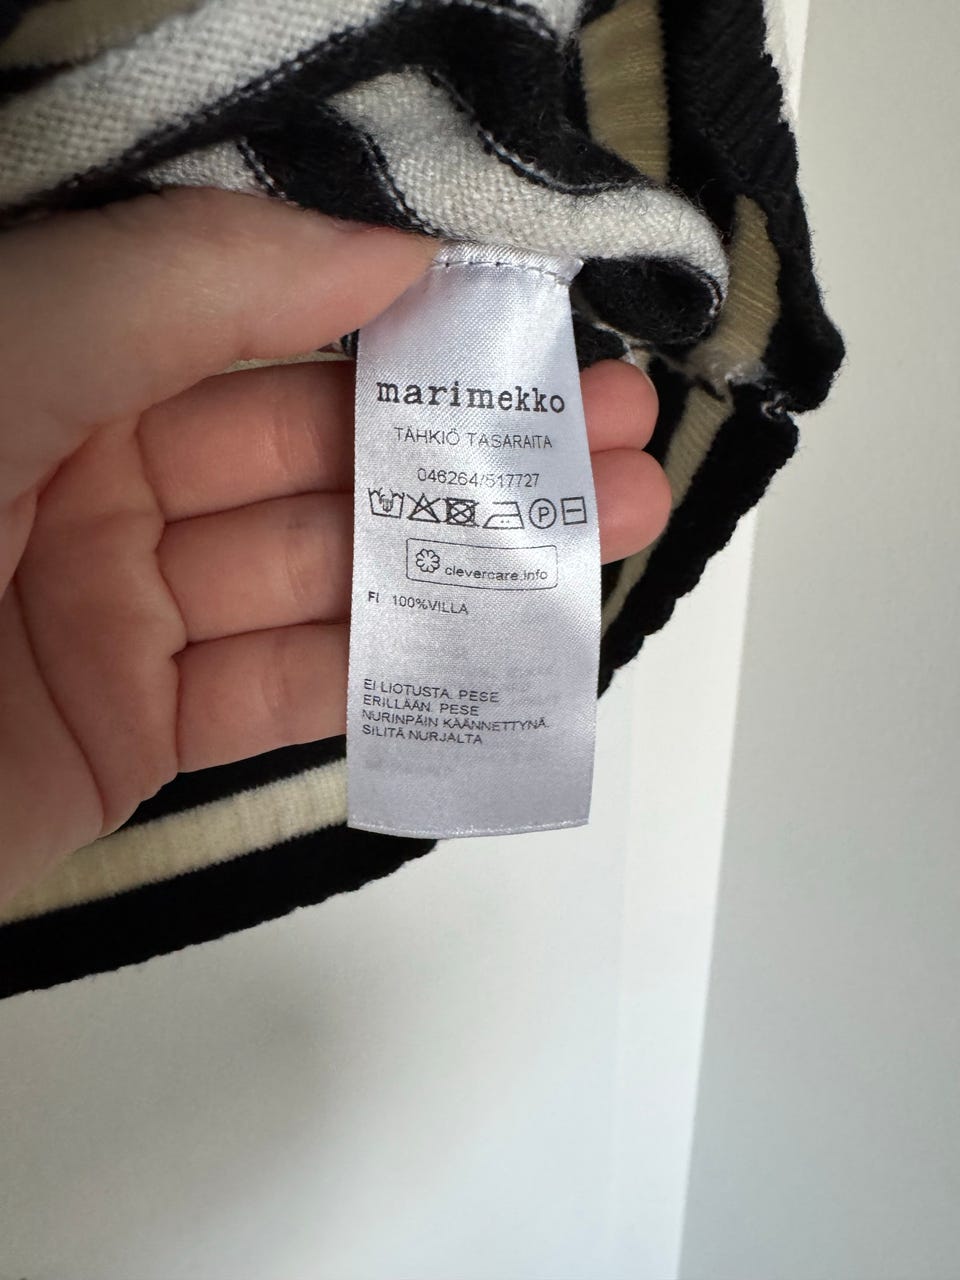 marimekko
TÄHKIÖ TASARAITA
046264/517727
P
clevercare.info
FI 100%VILLA
EI LIOTUSTA. PESE
ERILLÄÄN. PESE
NURINPÄIN KÄÄNNETTYNÄ.
SILITÄ NURJALTA